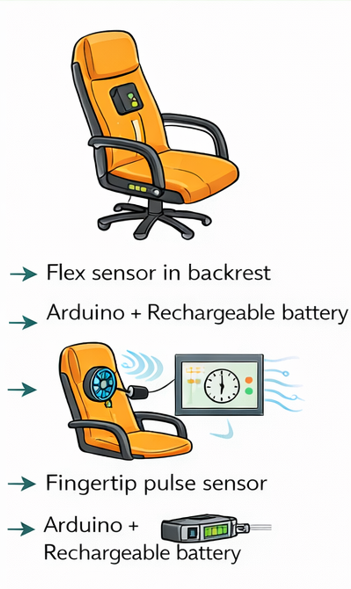 Flex sensor in backrest
Arduino + Rechargeable battery
Fingertip pulse sensor
Arduino +
Rechargeable battery